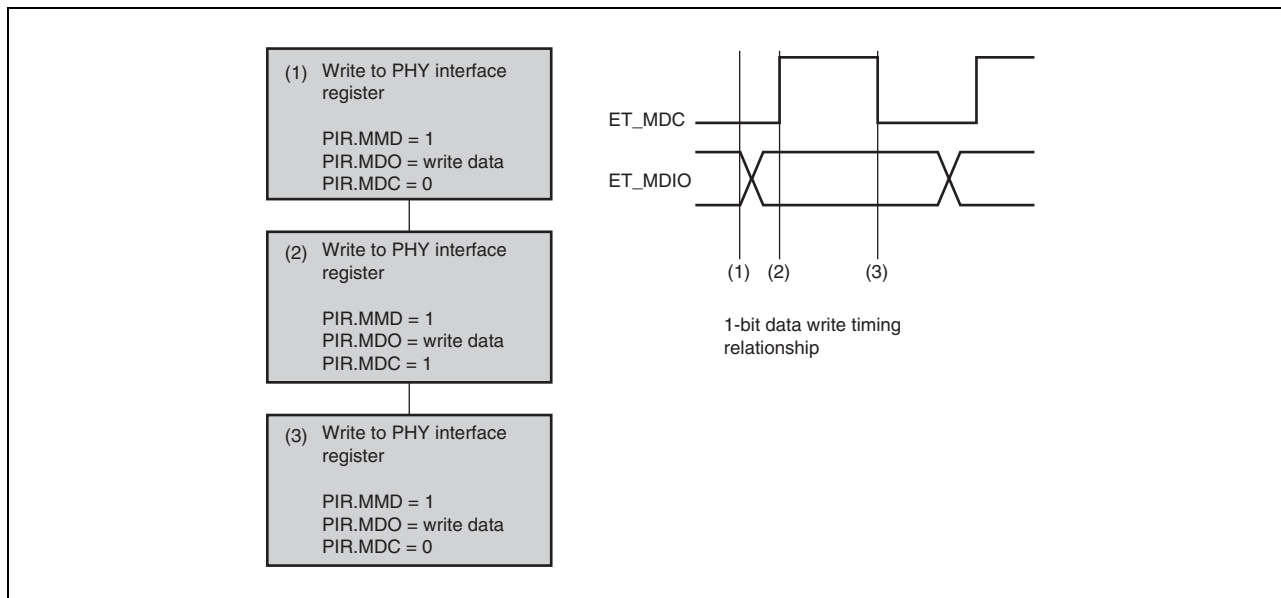 (1) Write to PHY interface
register
PIR.MMD = 1
PIR.MDO = write data
PIR.MDC = 0
(2) Write to PHY interface
register
PIR.MMD = 1
PIR.MDO = write data
PIR.MDC = 1
(3) Write to PHY interface
register
PIR.MMD = 1
PIR.MDO = write data
PIR.MDC = 0
ET_MDC
ET_MDIO
(1) (2) (3)
1-bit data write timing
relationship